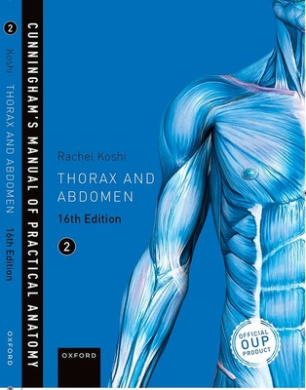 2
Koshi
THORAX AND ABDOMEN
16th Edition
OXFORD
CUNNINGHAM'S MANUAL OF PRACTICAL ANATOMY
Rachel Koshi
THORAX AND
ABDOMEN
16th Edition
2
OFFICIAL
OUP
PRODUCT
OXFORD